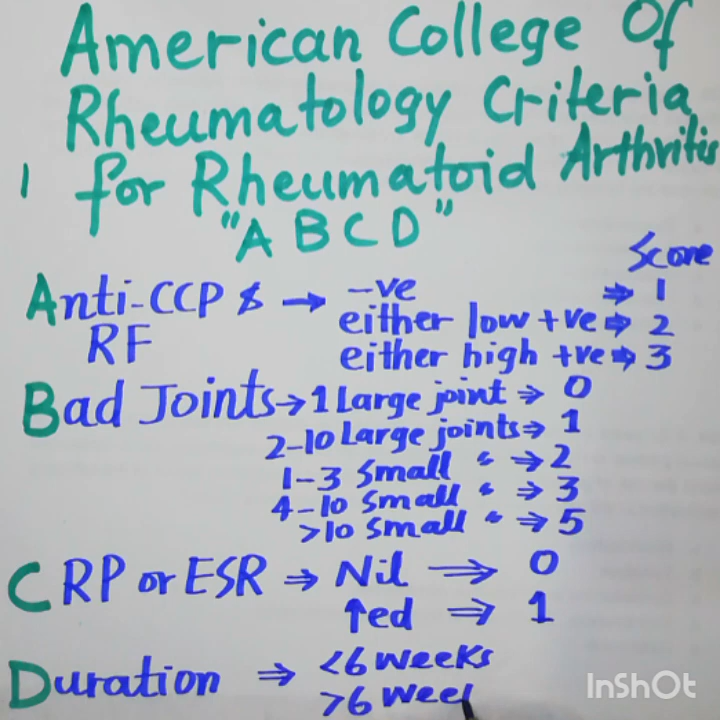 American College Of
Rheumatology Criteria
1 for Rheumatoid Arthritis
"A B C D"
Score
Anti-CCP & → -ve ⇒ 1
RF either low +ve ⇒ 2
either high +ve ⇒ 3
Bad Joints → 1 Large joint ⇒ 0
2-10 Large joints ⇒ 1
1-3 Small " ⇒ 2
4-10 Small " ⇒ 3
>10 Small " ⇒ 5
CRP or ESR ⇒ Nil ⇒ 0
↑ed ⇒ 1
Duration ⇒ <6 weeks
>6 week
InShOt